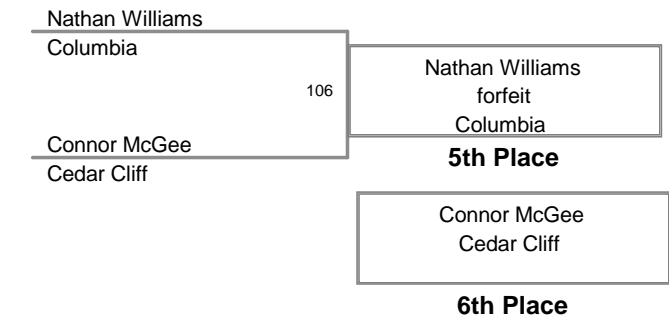 Nathan Williams
Columbia
106
Connor McGee
Cedar Cliff
Nathan Williams
forfeit
Columbia
5th Place
Connor McGee
Cedar Cliff
6th Place